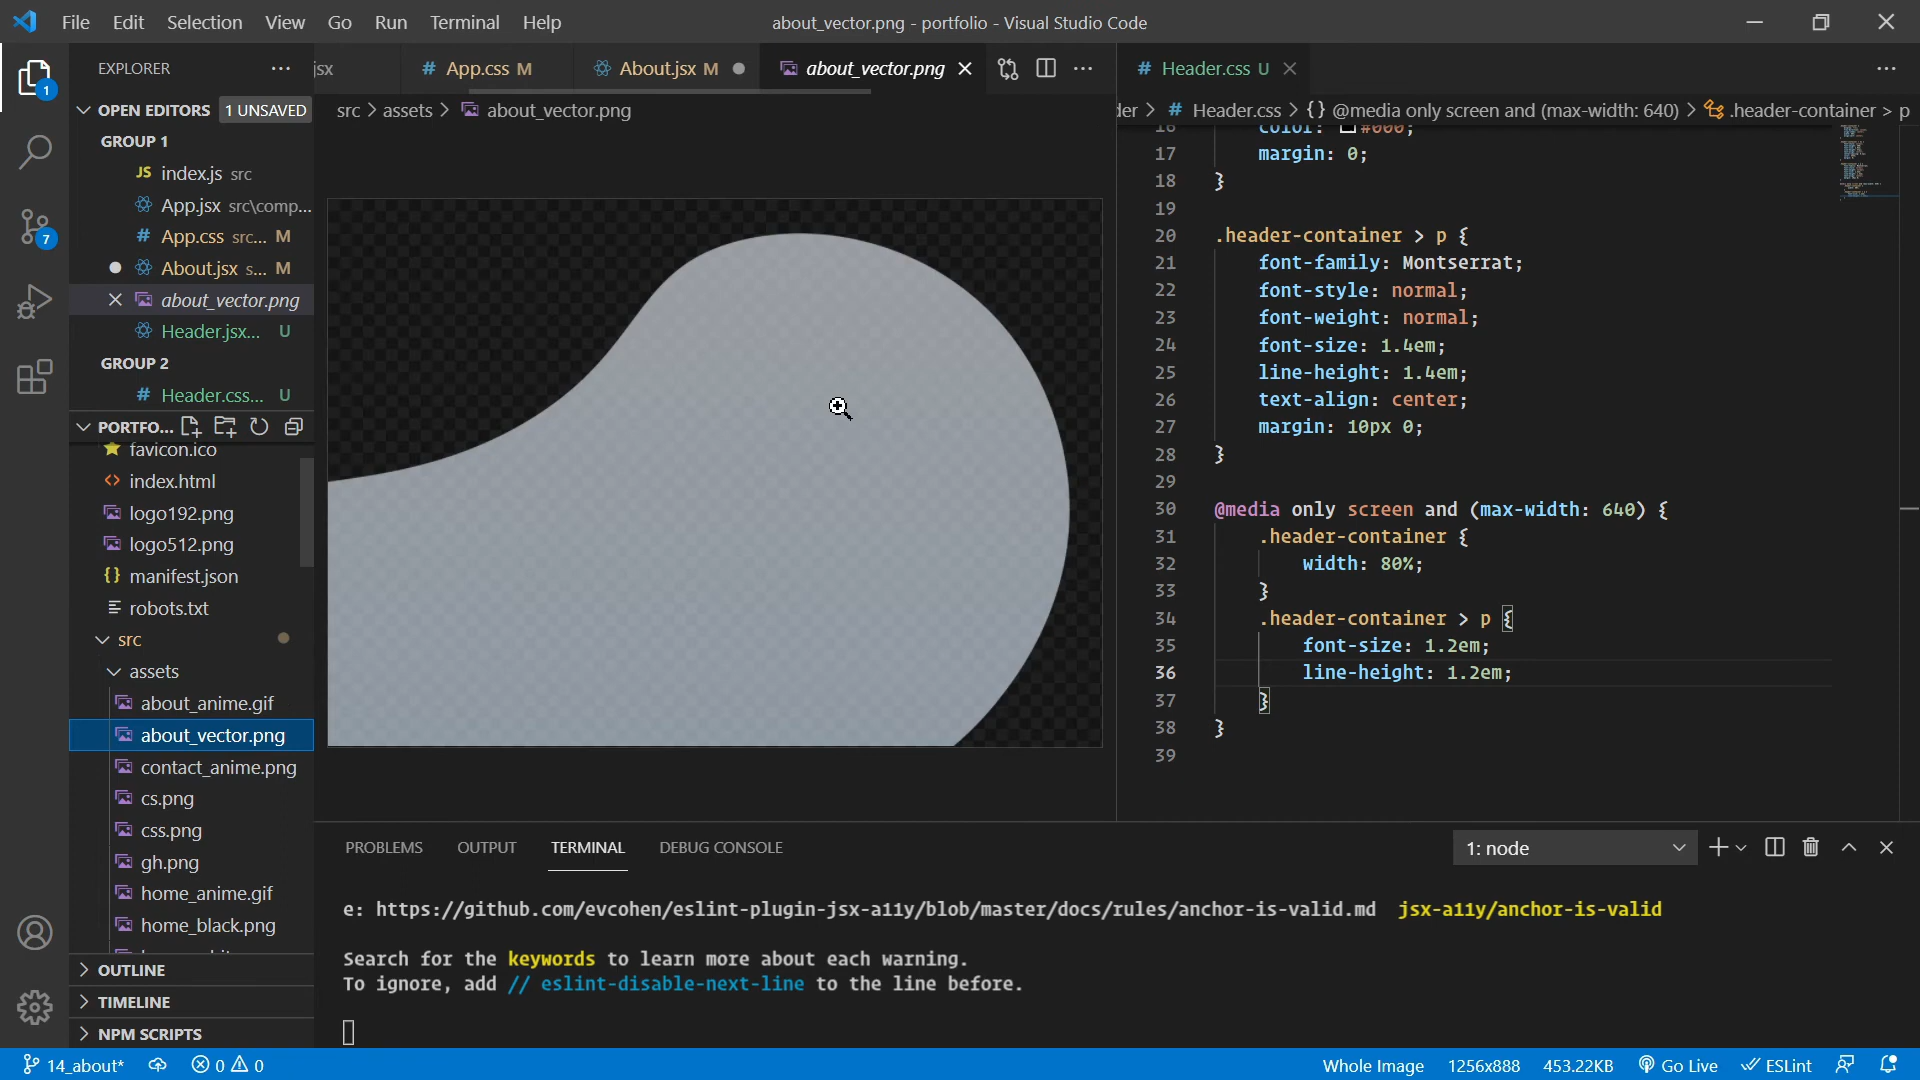 File Edit Selection View Go Run Terminal Help
about_vector.png - portfolio - Visual Studio Code
EXPLORER
OPEN EDITORS 1 UNSAVED
GROUP 1
JS index.js src
App.jsx src\comp...
# App.css src... M
About.jsx s... M
about_vector.png
Header.jsx... U
GROUP 2
# Header.css... U
PORTFO...
favicon.ico
index.html
logo192.png
logo512.png
manifest.json
robots.txt
src
assets
about_anime.gif
about_vector.png
contact_anime.png
cs.png
css.png
gh.png
home_anime.gif
home_black.png
OUTLINE
TIMELINE
NPM SCRIPTS
jsx # App.css M About.jsx M about_vector.png
src > assets > about_vector.png
# Header.css U
der > # Header.css > {} @media only screen and (max-width: 640) > .header-container > p
16 color: #000;
17 margin: 0;
18 }
19
20 .header-container > p {
21 font-family: Montserrat;
22 font-style: normal;
23 font-weight: normal;
24 font-size: 1.4em;
25 line-height: 1.4em;
26 text-align: center;
27 margin: 10px 0;
28 }
29
30 @media only screen and (max-width: 640) {
31 .header-container {
32 width: 80%;
33 }
34 .header-container > p {
35 font-size: 1.2em;
36 line-height: 1.2em;
37 }
38 }
39
PROBLEMS OUTPUT TERMINAL DEBUG CONSOLE
1: node
e: https://github.com/evcohen/eslint-plugin-jsx-a11y/blob/master/docs/rules/anchor-is-valid.md jsx-a11y/anchor-is-valid
Search for the keywords to learn more about each warning.
To ignore, add // eslint-disable-next-line to the line before.
1
7
14_about* 0 0
Whole Image 1256x888 453.22KB Go Live ESLint